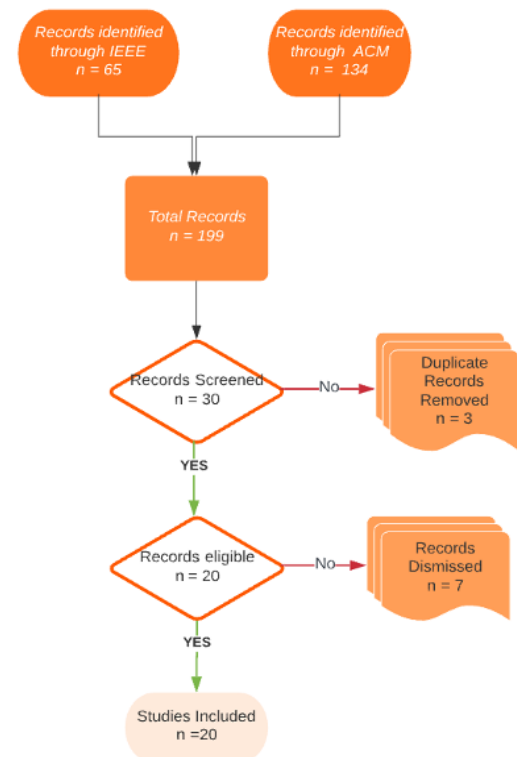 Records identified
through IEEE
n = 65
Records identified
through ACM
n = 134
Total Records
n = 199
Records Screened
n = 30
No
Duplicate
Records
Removed
n = 3
YES
Records eligible
n = 20
No
Records
Dismissed
n = 7
YES
Studies Included
n =20